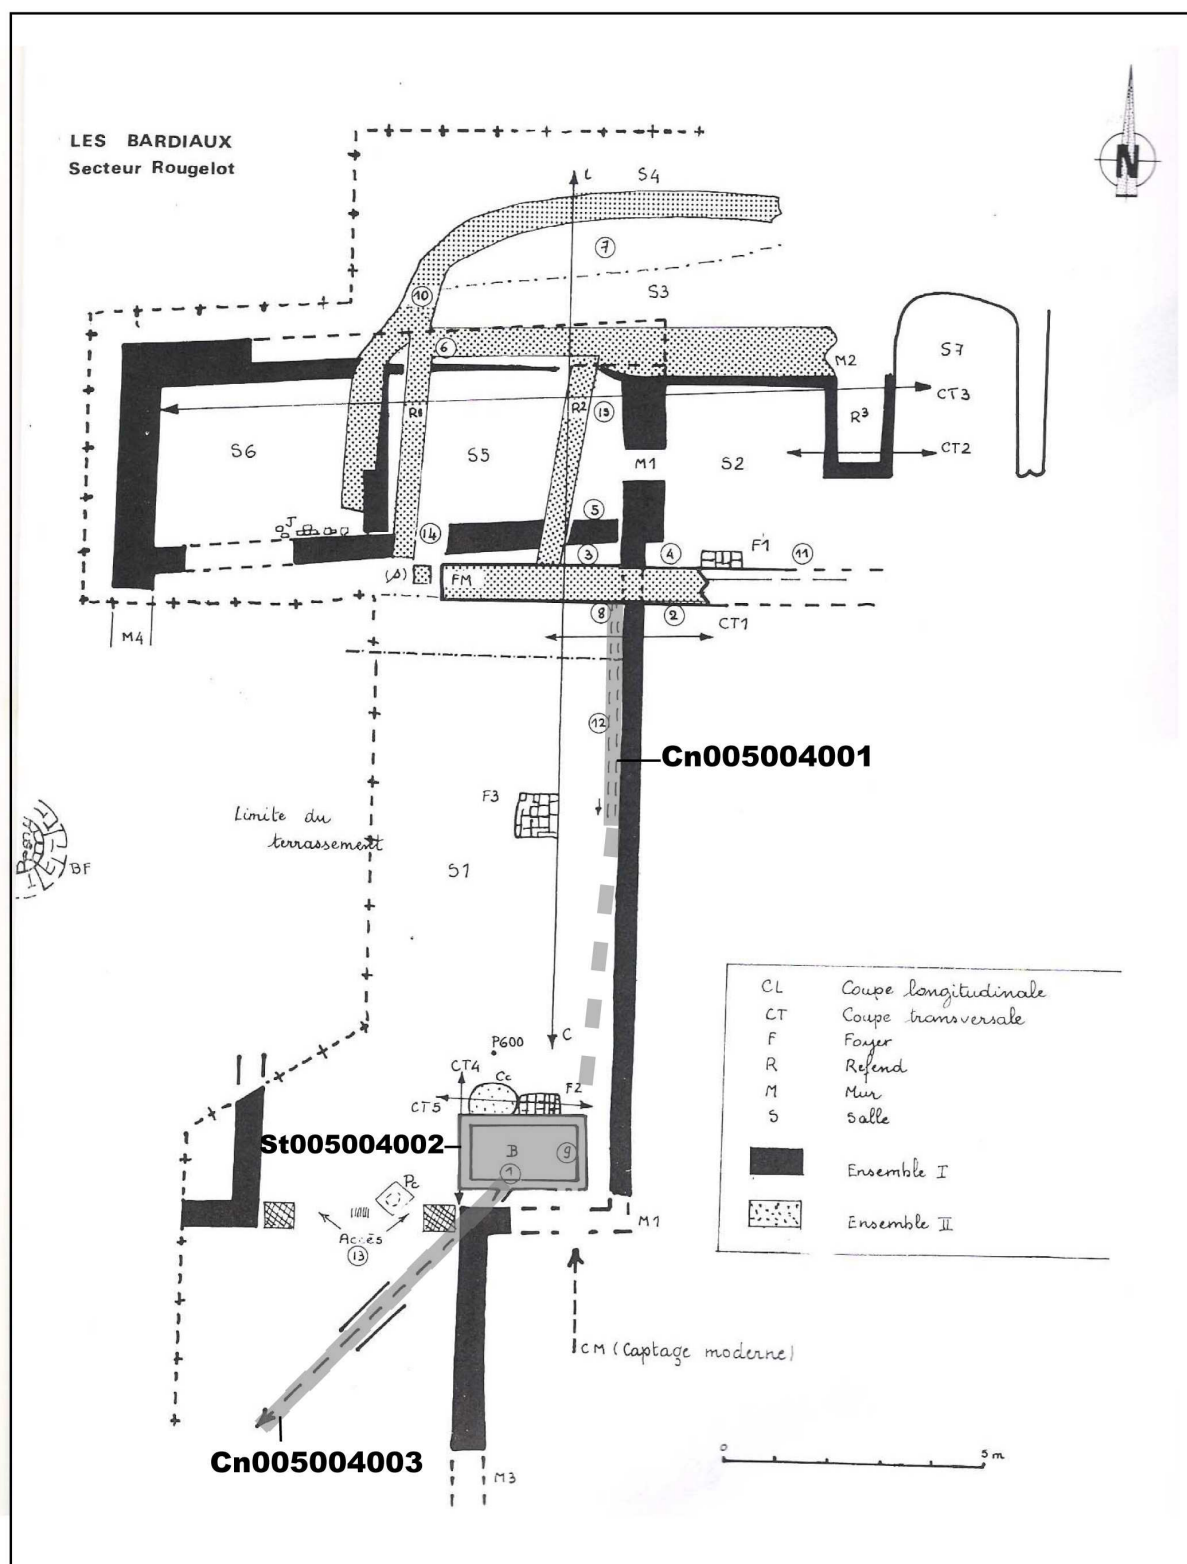 LES BARDIAUX
Secteur Rougelot
N
L
S4
7
S3
10
6
M2
S7
CT3
R1
R2
15
R3
S6
S5
M1
S2
CT2
J
5
14
3
4
F1
11
(s)
FM
8
2
CT1
M4
12
Cn005004001
F3
Limite du
terrassement
BF
S1
C
P600
CT4
Cc
F2
CT5
St005004002
B
9
1
Pc
M1
Accès
13
CM (Captage moderne)
Cn005004003
M3
CL Coupe longitudinale
CT Coupe transversale
F Foyer
R Refend
M Mur
S Salle
Ensemble I
Ensemble II
0
5 m